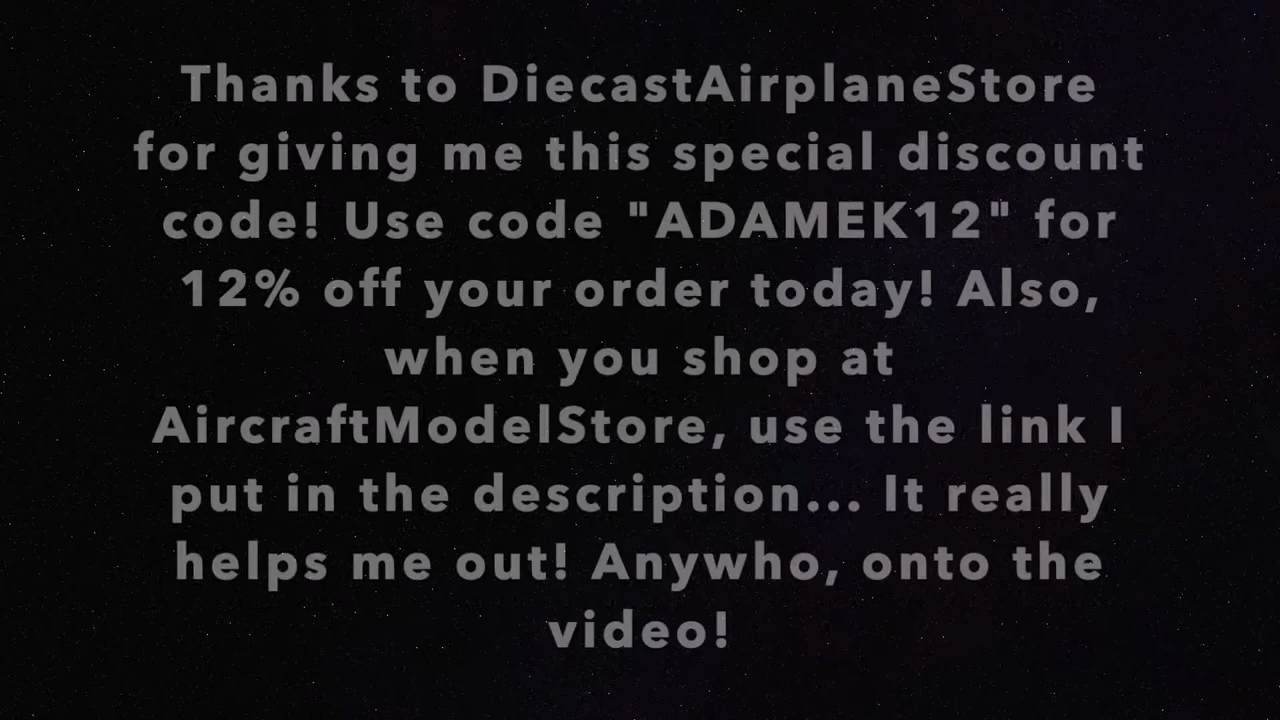 Thanks to DiecastAirplaneStore
for giving me this special discount
code! Use code "ADAMEK12" for
12% off your order today! Also,
when you shop at
AircraftModelStore, use the link I
put in the description... It really
helps me out! Anywho, onto the
video!